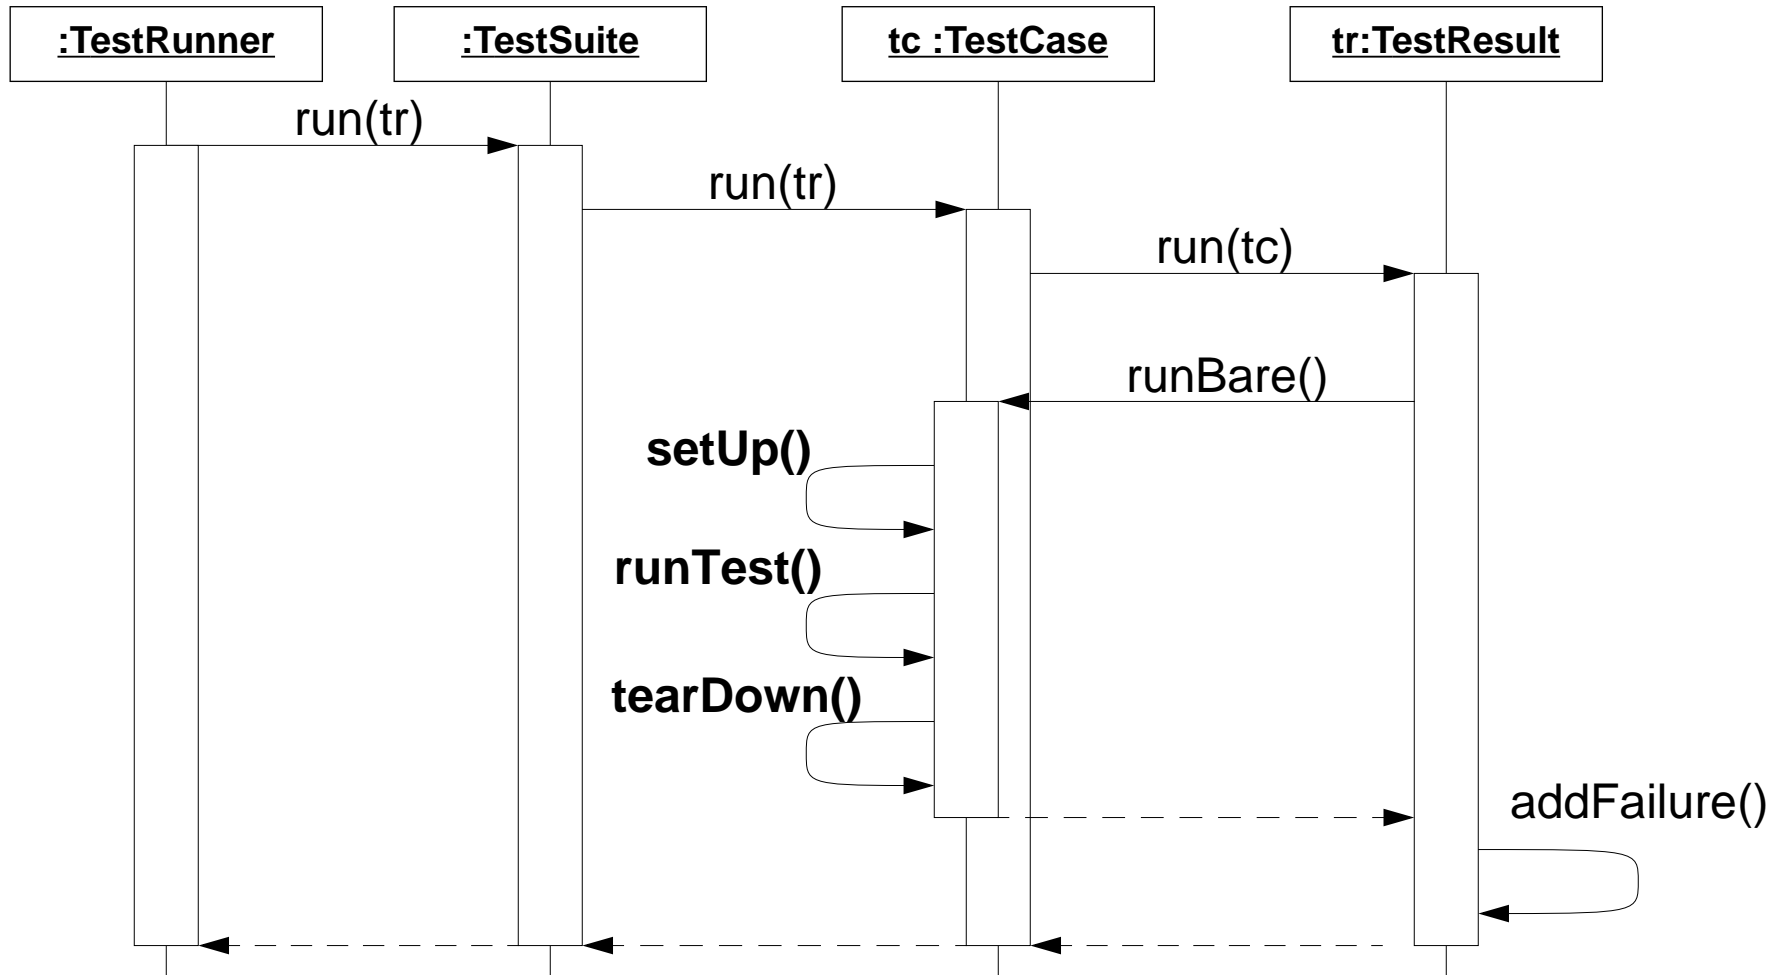 :TestRunner
:TestSuite
tc :TestCase
tr:TestResult
run(tr)
run(tr)
run(tc)
runBare()
setUp()
runTest()
tearDown()
addFailure()